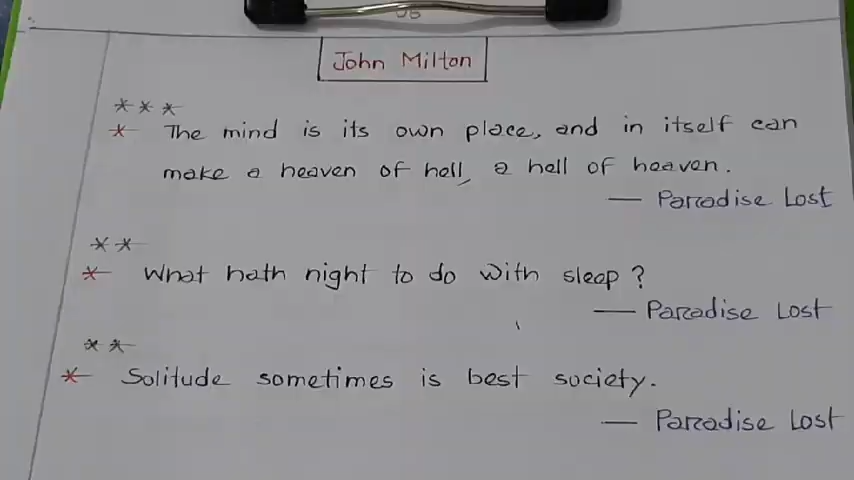 John Milton
***
* The mind is its own place, and in itself can
make a heaven of hell, a hell of heaven.
— Paradise Lost
**
* What hath night to do with sleep?
— Paradise Lost
**
* Solitude sometimes is best society.
— Paradise Lost